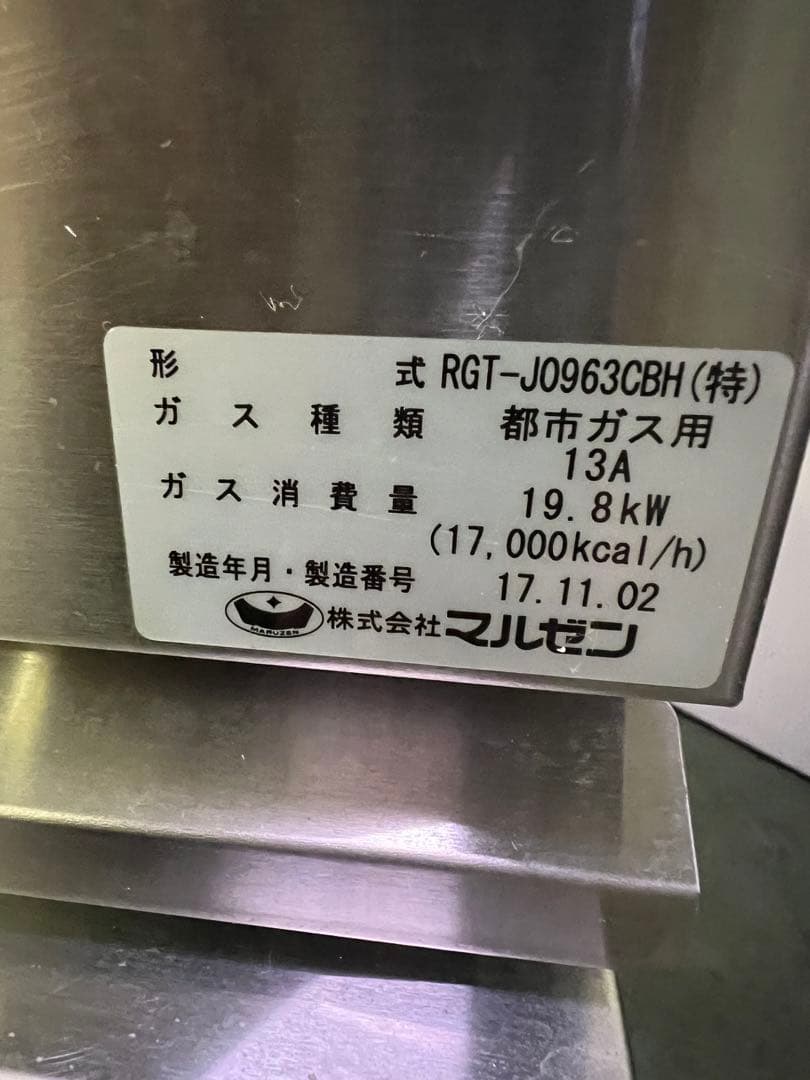 形式 RGT-J0963CBH(特)
ガス種類 都市ガス用
13A
ガス消費量 19.8kW
(17,000kcal/h)
製造年月・製造番号 17.11.02
MARUZEN 株式会社マルゼン